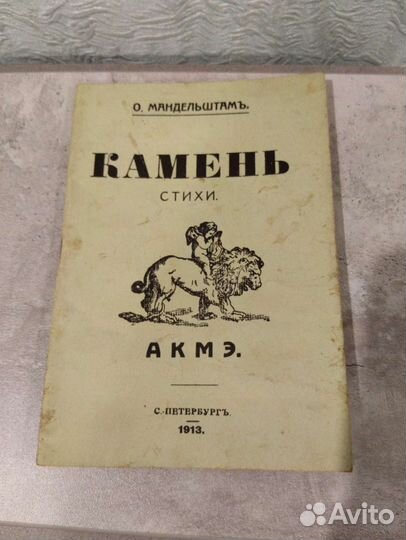 О. МАНДЕЛЬШТАМЪ.
КАМЕНЬ
СТИХИ.
АКМЭ.
С.-ПЕТЕРБУРГЪ.
1913.
Avito